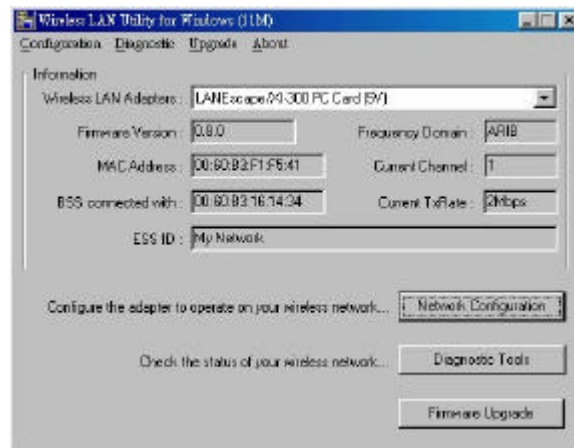 Wireless LAN Utility for Windows (11M)
Configuration Diagnostic Upgrade About
Information
Wireless LAN Adapters : LANEscape/XI-300 PC Card (5V)
Firmware Version : 0.8.0 Frequency Domain : ARIB
MAC Address : 00:60:B3:F1:F5:41 Current Channel : 1
BSS connected with : 00:60:B3:16:14:34 Current TxRate : 2Mbps
ESS ID : My Network
Configure the adapter to operate on your wireless network... Network Configuration
Check the status of your wireless network... Diagnostic Tools
Firmware Upgrade